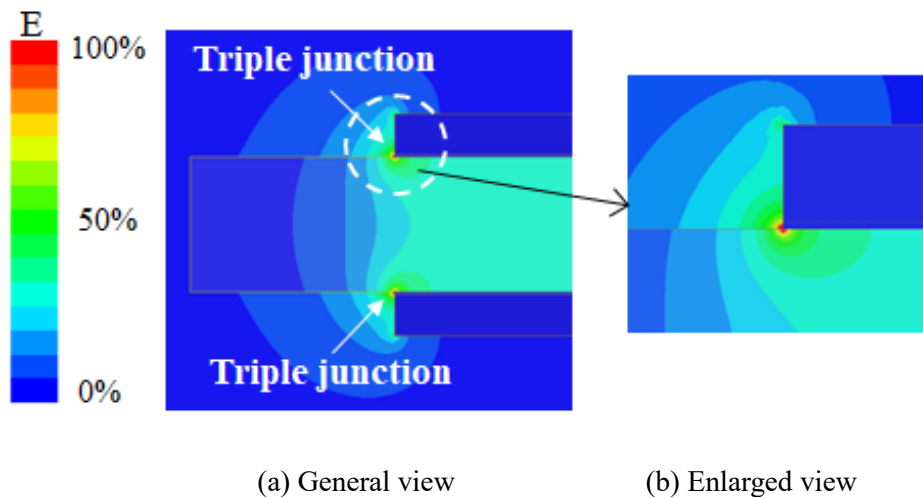 E
100%
50%
0%
Triple junction
Triple junction
(a) General view
(b) Enlarged view